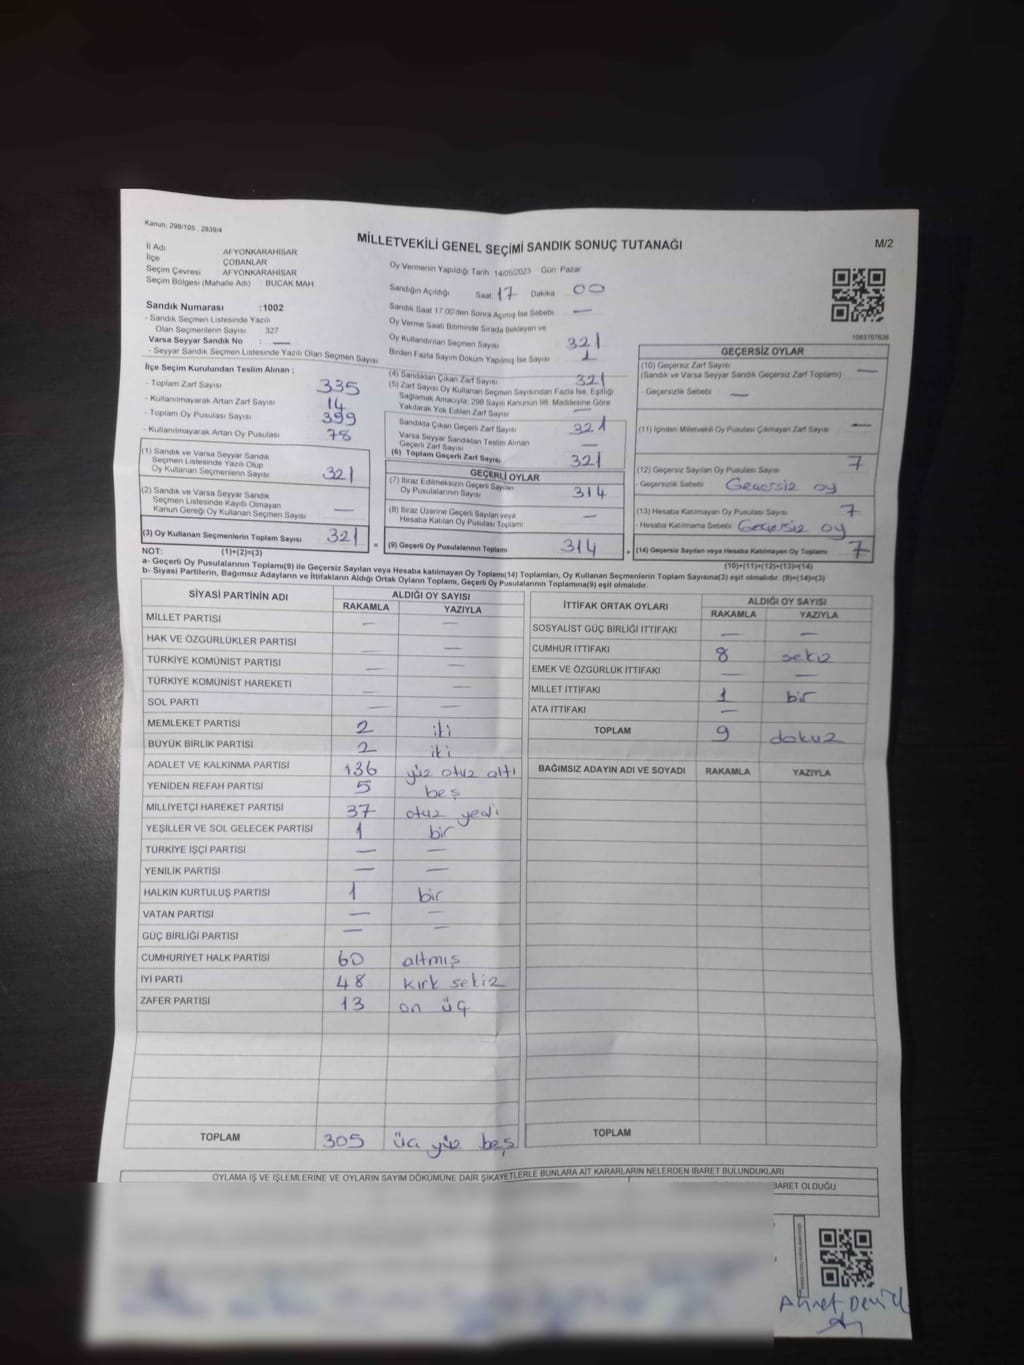 Kanun: 298/105 , 2839/4
MİLLETVEKİLİ GENEL SEÇİMİ SANDIK SONUÇ TUTANAĞI
M/2
İl Adı : AFYONKARAHİSAR
İlçe : ÇOBANLAR
Seçim Çevresi : AFYONKARAHİSAR
Seçim Bölgesi (Mahalle Adı) : BUCAK MAH
Sandık Numarası : 1002
- Sandık Seçmen Listesinde Yazılı
Olan Seçmenlerin Sayısı : 327
Varsa Seyyar Sandık No : —
- Seyyar Sandık Seçmen Listesinde Yazılı Olan Seçmen Sayısı
İlçe Seçim Kurulundan Teslim Alınan ;
- Toplam Zarf Sayısı 335
- Kullanılmayarak Artan Zarf Sayısı 14
- Toplam Oy Pusulası Sayısı 399
- Kullanılmayarak Artan Oy Pusulası 78
(1) Sandık ve Varsa Seyyar Sandık
Seçmen Listesinde Yazılı Olup
Oy Kullanan Seçmenlerin Sayısı 321
(2) Sandık ve Varsa Seyyar Sandık
Seçmen Listesinde Kayıtlı Olmayan
Kanun Gereği Oy Kullanan Seçmen Sayısı —
(3) Oy Kullanan Seçmenlerin Toplam Sayısı 321
Oy Vermenin Yapıldığı Tarih 14/05/2023 Gün: Pazar
Sandığın Açıldığı Saat: 17 Dakika 00
Sandık Saat 17:00'den Sonra Açılmış İse Sebebi —
Oy Verme Saati Bitiminde Sırada Bekleyen ve
Oy Kullandırılan Seçmen Sayısı 321
Birden Fazla Sayım Döküm Yapılmış İse Sayısı 1
(4) Sandıktan Çıkan Zarf Sayısı 321
(5) Zarf Sayısı Oy Kullanan Seçmen Sayısından Fazla İse, Eşitliği
Sağlamak Amacıyla, 298 Sayılı Kanunun 98. Maddesine Göre
Yakılarak Yok Edilen Zarf Sayısı —
Sandıkta Çıkan Geçerli Zarf Sayısı 321
Varsa Seyyar Sandıktan Teslim Alınan
Geçerli Zarf Sayısı —
(6) Toplam Geçerli Zarf Sayısı 321
GEÇERLİ OYLAR
(7) İtiraz Edilmeksizin Geçerli Sayılan
Oy Pusulalarının Sayısı 314
(8) İtiraz Üzerine Geçerli Sayılan veya
Hesaba Katılan Oy Pusulası Toplamı —
= (9) Geçerli Oy Pusulalarının Toplamı 314
1083707636
GEÇERSİZ OYLAR
(10) Geçersiz Zarf Sayısı
(Sandık ve Varsa Seyyar Sandık Geçersiz Zarf Toplamı) —
- Geçersizlik Sebebi —
(11) İçinden Milletvekili Oy Pusulası Çıkmayan Zarf Sayısı —
(12) Geçersiz Sayılan Oy Pusulası Sayısı 7
- Geçersizlik Sebebi Geçersiz oy
(13) Hesaba Katılmayan Oy Pusulası Sayısı 7
- Hesaba Katılmama Sebebi Geçersiz oy
+ (14) Geçersiz Sayılan veya Hesaba Katılmayan Oy Toplamı 7
NOT: (1)+(2)=(3)
(10)+(11)+(12)+(13)=(14)
a- Geçerli Oy Pusulalarının Toplamı(9) ile Geçersiz Sayılan veya Hesaba katılmayan Oy Toplamı(14) Toplamları, Oy Kullanan Seçmenlerin Toplam Sayısına(3) eşit olmalıdır. (9)+(14)=(3)
b- Siyasi Partilerin, Bağımsız Adayların ve İttifakların Aldığı Ortak Oyların Toplamı, Geçerli Oy Pusulalarının Toplamına(9) eşit olmalıdır.
SİYASİ PARTİNİN ADI ALDIĞI OY SAYISI
RAKAMLA YAZIYLA
MİLLET PARTİSİ — —
HAK VE ÖZGÜRLÜKLER PARTİSİ — —
TÜRKİYE KOMÜNİST PARTİSİ — —
TÜRKİYE KOMÜNİST HAREKETİ — —
SOL PARTİ — —
MEMLEKET PARTİSİ 2 iki
BÜYÜK BİRLİK PARTİSİ 2 iki
ADALET VE KALKINMA PARTİSİ 136 yüz otuz altı
YENİDEN REFAH PARTİSİ 5 beş
MİLLİYETÇİ HAREKET PARTİSİ 37 otuz yedi
YEŞİLLER VE SOL GELECEK PARTİSİ 1 bir
TÜRKİYE İŞÇİ PARTİSİ — —
YENİLİK PARTİSİ — —
HALKIN KURTULUŞ PARTİSİ 1 bir
VATAN PARTİSİ — —
GÜÇ BİRLİĞİ PARTİSİ — —
CUMHURİYET HALK PARTİSİ 60 altmış
İYİ PARTİ 48 kırk sekiz
ZAFER PARTİSİ 13 on üç
TOPLAM 305 üç yüz beş
İTTİFAK ORTAK OYLARI ALDIĞI OY SAYISI
RAKAMLA YAZIYLA
SOSYALİST GÜÇ BİRLİĞİ İTTİFAKI — —
CUMHUR İTTİFAKI 8 sekiz
EMEK VE ÖZGÜRLÜK İTTİFAKI — —
MİLLET İTTİFAKI 1 bir
ATA İTTİFAKI —
TOPLAM 9 dokuz
BAĞIMSIZ ADAYIN ADI VE SOYADI RAKAMLA YAZIYLA
TOPLAM
OYLAMA İŞ VE İŞLEMLERİNE VE OYLARIN SAYIM DÖKÜMÜNE DAİR ŞİKAYETLERLE BUNLARA AİT KARARLARIN NELERDEN İBARET BULUNDUKLARI
BARET OLDUĞU